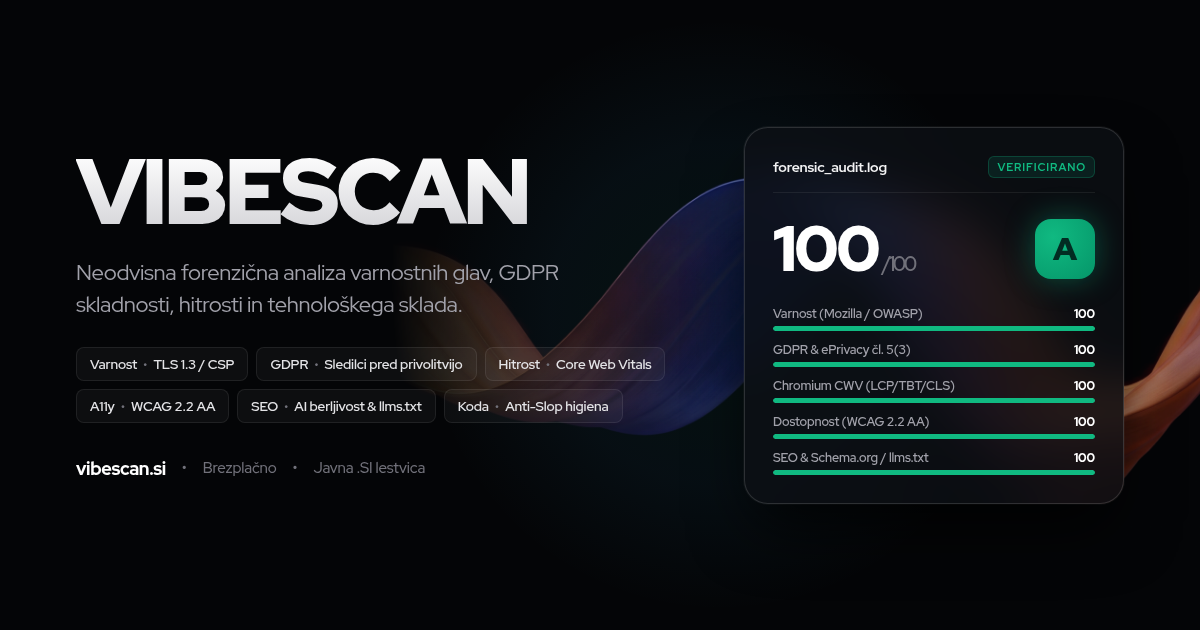 VIBESCAN
Neodvisna forenzična analiza varnostnih glav, GDPR
skladnosti, hitrosti in tehnološkega sklada.
Varnost • TLS 1.3 / CSP
GDPR • Sledilci pred privolitvijo
Hitrost • Core Web Vitals
A11y • WCAG 2.2 AA
SEO • AI berljivost & llms.txt
Koda • Anti-Slop higiena
vibescan.si • Brezplačno • Javna .SI lestvica
forensic_audit.log
VERIFICIRANO
100/100
A
Varnost (Mozilla / OWASP) 100
GDPR & ePrivacy čl. 5(3) 100
Chromium CWV (LCP/TBT/CLS) 100
Dostopnost (WCAG 2.2 AA) 100
SEO & Schema.org / llms.txt 100